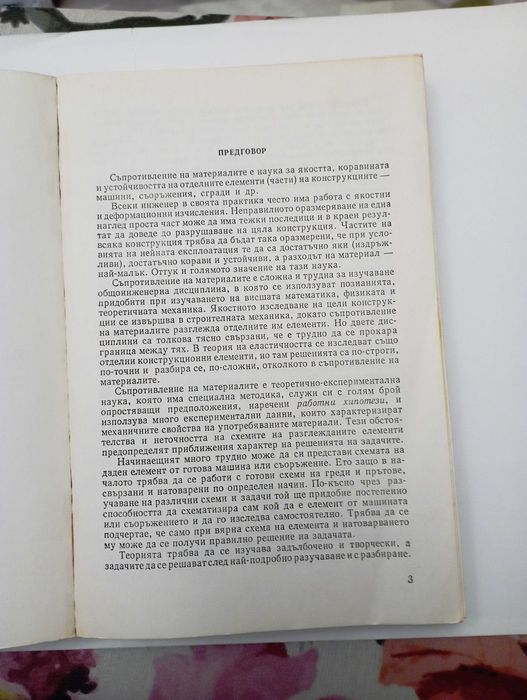 ПРЕДГОВОР
Съпротивление на материалите е наука за якостта, коравината
и устойчивостта на отделните елементи (части) на конструкциите —
машини, съоръжения, сгради и др.
Всеки инженер в своята практика често има работа с якостни
и деформационни изчисления. Неправилното оразмеряване на една
наглед проста част може да има тежки последици и в краен резул-
тат да доведе до разрушаване на цяла конструкция. Частите на
всяка конструкция трябва да бъдат така оразмерени, че при усло-
вията на нейната експлоатация те да са достатъчно яки (издръж-
ливи), достатъчно корави и устойчиви, а разходът на материал —
най-малък. Оттук и голямото значение на тази наука.
Съпротивление на материалите е сложна и трудна за изучаване
общоинженерна дисциплина, в която се използуват познанията,
придобити при изучаването на висшата математика, физиката и
теоретичната механика. Якостното изследване на цели конструк-
ции се извършва в строителната механика, докато съпротивление
на материалите разглежда отделните им елементи. Но двете дис-
циплини са толкова тясно свързани, че е трудно да се прокара
граница между тях. В теория на еластичността се изследват също
отделни конструкционни елементи, но там решенията са по-строги,
по-точни и разбира се, по-сложни, отколкото в съпротивление на
материалите.
Съпротивление на материалите е теоретично-експериментална
наука, която има специална методика, служи си с голям брой
опростяващи предположения, наречени работни хипотези, и
използува много експериментални данни, които характеризират
механичните свойства на употребяваните материали. Тези обстоя-
телства и неточността на схемите на разглежданите елементи
предопределят приближения характер на решенията на задачите.
Начинаещият много трудно може да си представи схемата на
даден елемент от готова машина или съоръжение. Ето защо в на-
чалото трябва да се работи с готови схеми на греди и прътове,
свързани и натоварени по определен начин. По-късно чрез раз-
учаване на различни схеми и задачи той ще придобие постепенно
способността да схематизира сам кой да е елемент от машината
или съоръжението и да го изследва самостоятелно. Трябва да се
подчертае, че само при вярна схема на елемента и натоварването
му може да се получи правилно решение на задачата.
Теорията трябва да се изучава задълбочено и творчески, а
задачите да се решават след най-подробно разучаване и с разбиране.
3